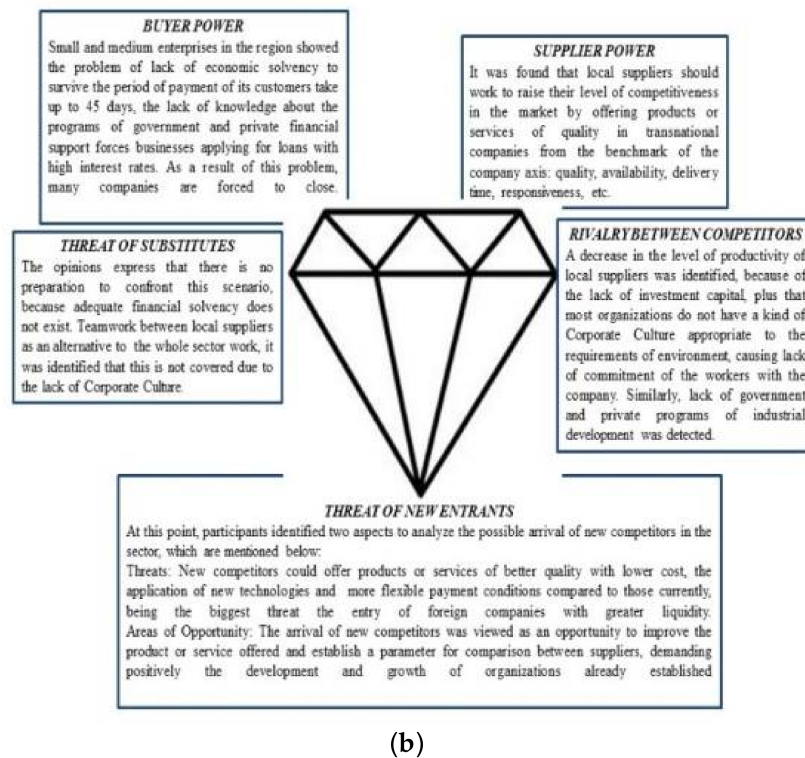 BUYER POWER
Small and medium enterprises in the region showed
the problem of lack of economic solvency to
survive the period of payment of its customers take
up to 45 days, the lack of knowledge about the
programs of government and private financial
support forces businesses applying for loans with
high interest rates. As a result of this problem,
many companies are forced to close.
SUPPLIER POWER
It was found that local suppliers should
work to raise their level of competitiveness
in the market by offering products or
services of quality in transnational
companies from the benchmark of the
company axis: quality, availability, delivery
time, responsiveness, etc.
THREAT OF SUBSTITUTES
The opinions express that there is no
preparation to confront this scenario,
because adequate financial solvency does
not exist. Teamwork between local suppliers
as an alternative to the whole sector work, it
was identified that this is not covered due to
the lack of Corporate Culture.
RIVALRY BETWEEN COMPETITORS
A decrease in the level of productivity of
local suppliers was identified, because of
the lack of investment capital, plus that
most organizations do not have a kind of
Corporate Culture appropriate to the
requirements of environment, causing lack
of commitment of the workers with the
company. Similarly, lack of government
and private programs of industrial
development was detected.
THREAT OF NEW ENTRANTS
At this point, participants identified two aspects to analyze the possible arrival of new competitors in the
sector, which are mentioned below:
Threats: New competitors could offer products or services of better quality with lower cost, the
application of new technologies and more flexible payment conditions compared to those currently,
being the biggest threat the entry of foreign companies with greater liquidity.
Areas of Opportunity: The arrival of new competitors was viewed as an opportunity to improve the
product or service offered and establish a parameter for comparison between suppliers, demanding
positively the development and growth of organizations already established
(b)